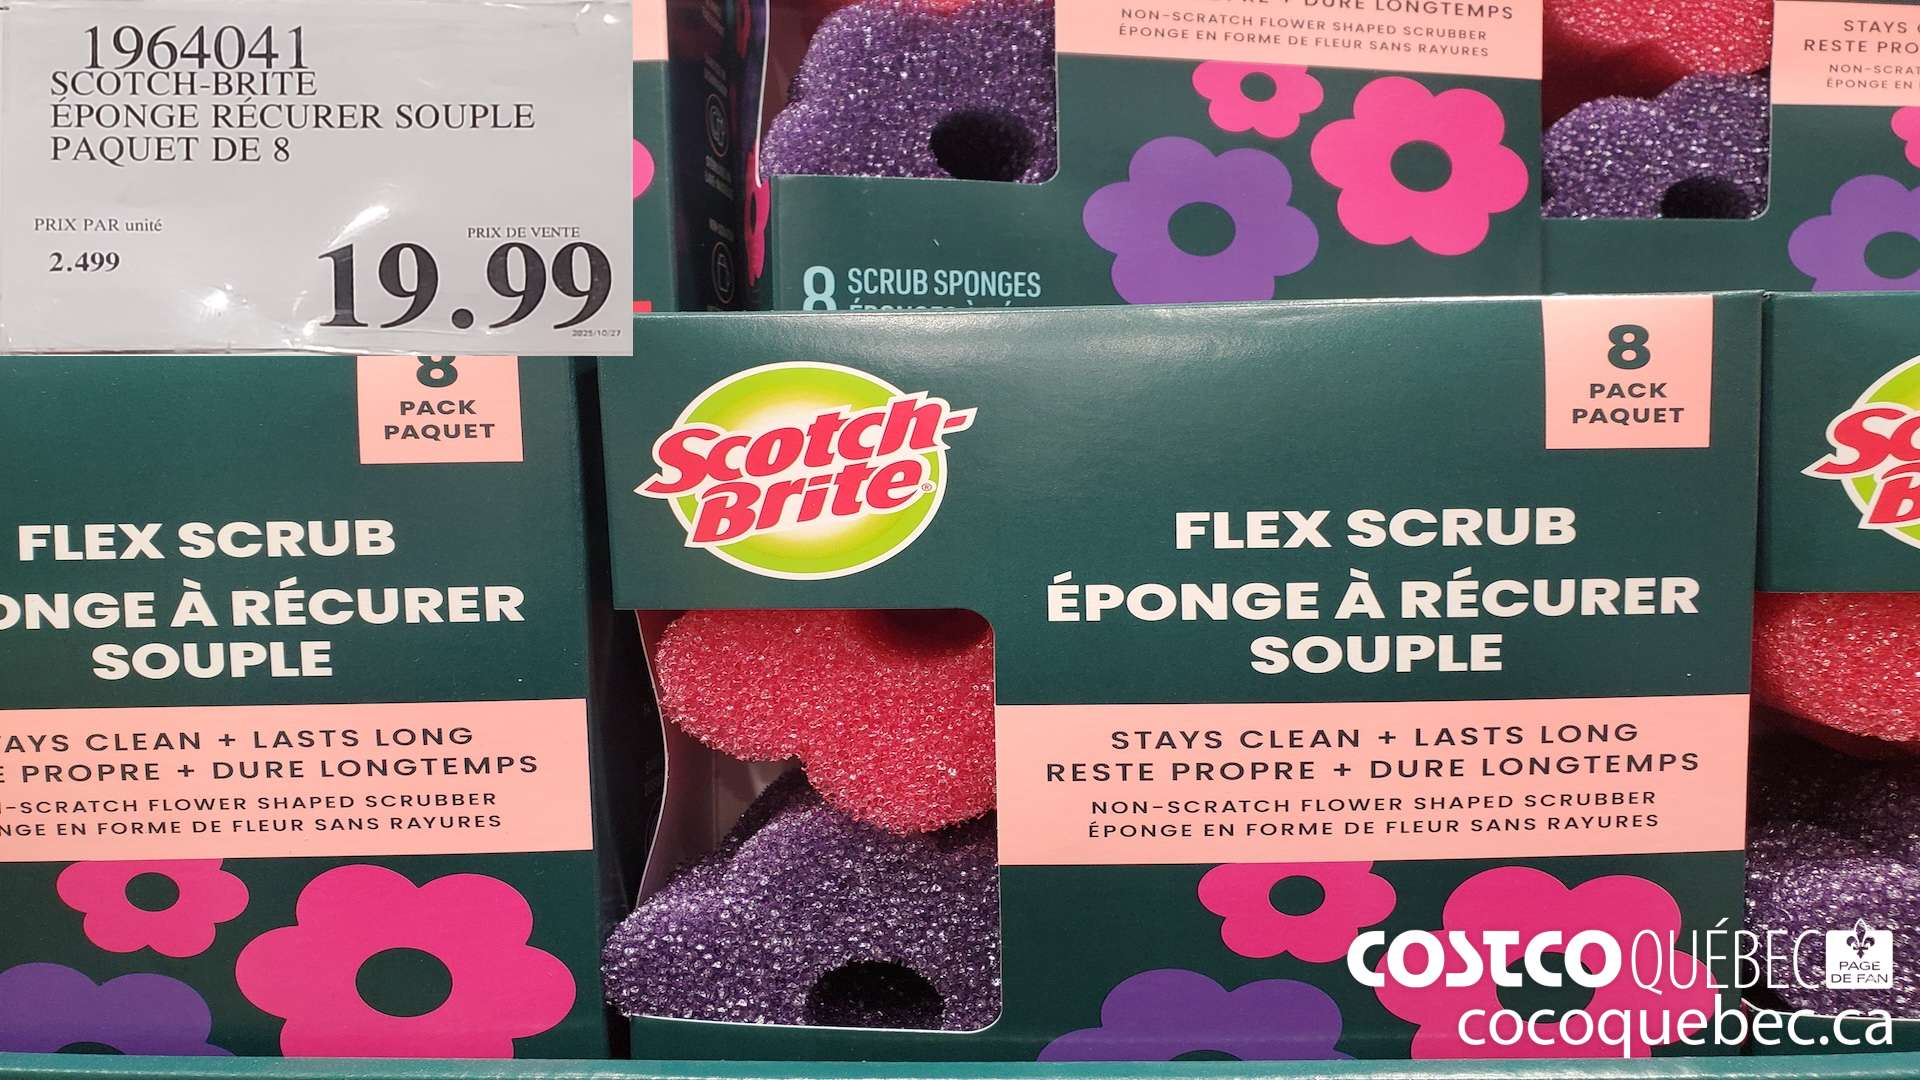 1964041
SCOTCH-BRITE
ÉPONGE RÉCURER SOUPLE
PAQUET DE 8
PRIX PAR unité
2.499
PRIX DE VENTE
19.99
2025/10/27
DURE LONGTEMPS
NON-SCRATCH FLOWER SHAPED SCRUBBER
ÉPONGE EN FORME DE FLEUR SANS RAYURES
8 SCRUB SPONGES
STAYS
RESTE
8
PACK
PAQUET
FLEX SCRUB
SOUPLE
CLEAN + LASTS LONG
PROPRE + DURE LONGTEMPS
FLOWER SHAPED SCRUBBER
EN FORME DE FLEUR SANS RAYURES
Scotch-
Brite®
8
PACK
PAQUET
FLEX SCRUB
ÉPONGE À RÉCURER
SOUPLE
STAYS CLEAN + LASTS LONG
RESTE PROPRE + DURE LONGTEMPS
NON-SCRATCH FLOWER SHAPED SCRUBBER
ÉPONGE EN FORME DE FLEUR SANS RAYURES
COSTCO QUÉBEC PAGE DE FAN
cocoquebec.ca